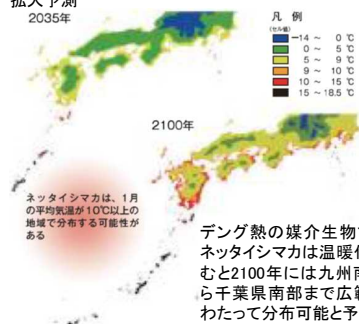 拡大予測
2035年
凡 例
(セル値)
-14 ~ 0 ℃
0 ~ 5 ℃
5 ~ 9 ℃
9 ~ 10 ℃
10 ~ 15 ℃
15 ~ 18.5 ℃
2100年
ネッタイシマカは、1月
の平均気温が10℃以上の
地域で分布する可能性が
ある
デング熱の媒介生物
ネッタイシマカは温暖
むと2100年には九州南
ら千葉県南部まで広
わたって分布可能と予